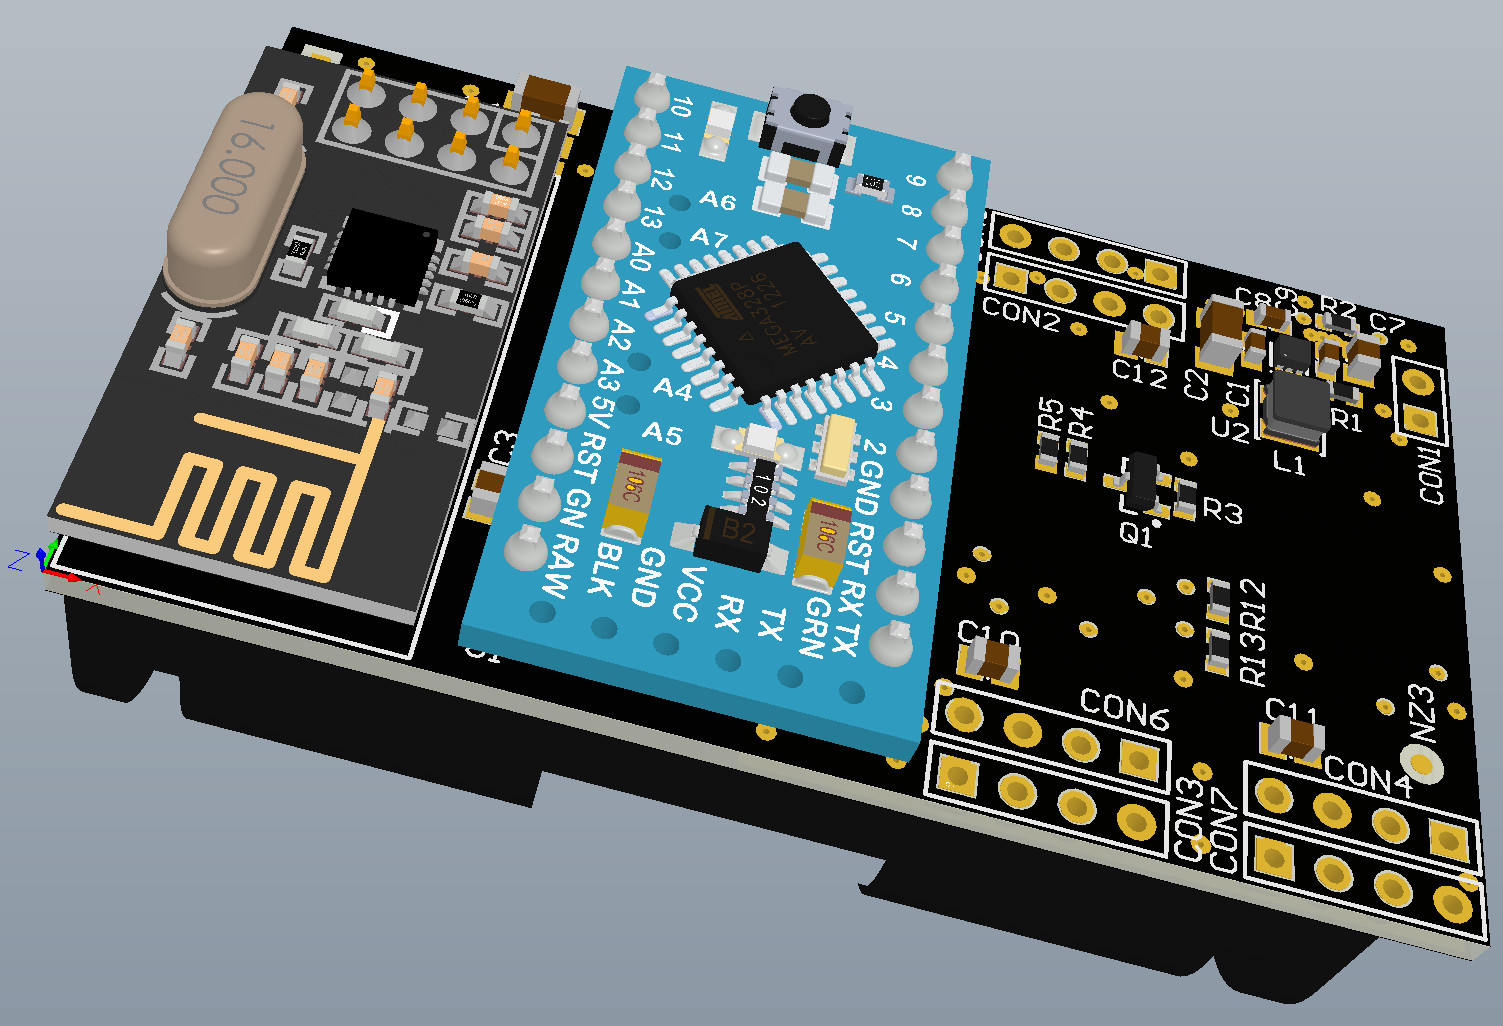 16.000
10
11
12
13
A0
A1
A2
A3
5V
RST
GN
RAW
A6
A7
A4
A5
9
8
7
6
5
4
3
2
GND
RST
RX
TX
MEGA328P
AV
1226
106C
102
B2
106C
BLK
GND
VCC
RX
TX
GRN
C3
CON2
C12
C2
C1
C8
R2
C7
U2
L1
R1
CON1
R5
R4
Q1
R3
R12
R13
C10
CON6
C11
NZ3
CON4
CON3
CON7
Z
X